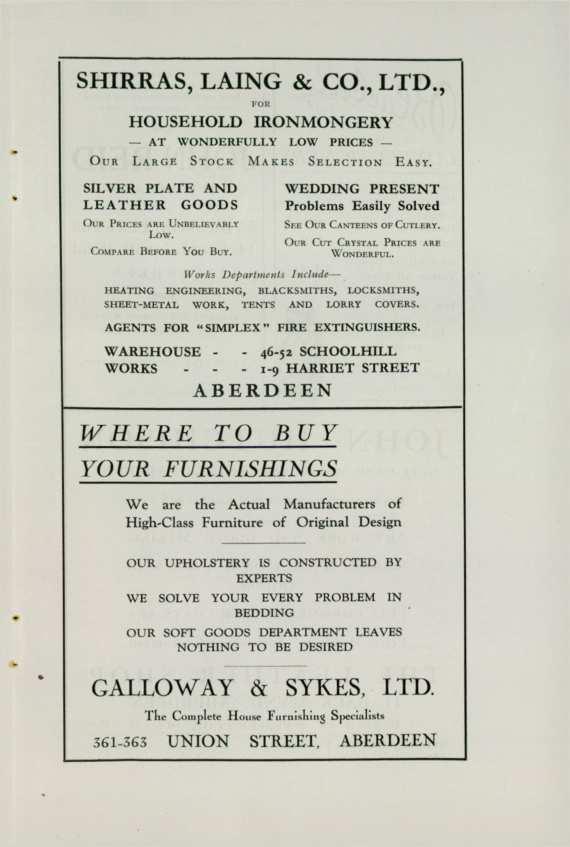 SHIRRAS, LAING & CO., LTD.,
FOR
HOUSEHOLD IRONMONGERY
— AT WONDERFULLY LOW PRICES —
OUR LARGE STOCK MAKES SELECTION EASY.
SILVER PLATE AND
LEATHER GOODS
OUR PRICES ARE UNBELIEVABLY
LOW.
COMPARE BEFORE YOU BUY.
WEDDING PRESENT
Problems Easily Solved
SEE OUR CANTEENS OF CUTLERY.
OUR CUT CRYSTAL PRICES ARE
WONDERFUL.
Works Departments Include—
HEATING ENGINEERING, BLACKSMITHS, LOCKSMITHS,
SHEET-METAL WORK, TENTS AND LORRY COVERS.
AGENTS FOR "SIMPLEX" FIRE EXTINGUISHERS.
WAREHOUSE - - 46-52 SCHOOLHILL
WORKS - - - 1-9 HARRIET STREET
ABERDEEN
WHERE TO BUY
YOUR FURNISHINGS
We are the Actual Manufacturers of
High-Class Furniture of Original Design
OUR UPHOLSTERY IS CONSTRUCTED BY
EXPERTS
WE SOLVE YOUR EVERY PROBLEM IN
BEDDING
OUR SOFT GOODS DEPARTMENT LEAVES
NOTHING TO BE DESIRED
GALLOWAY & SYKES, LTD.
The Complete House Furnishing Specialists
361-363 UNION STREET, ABERDEEN